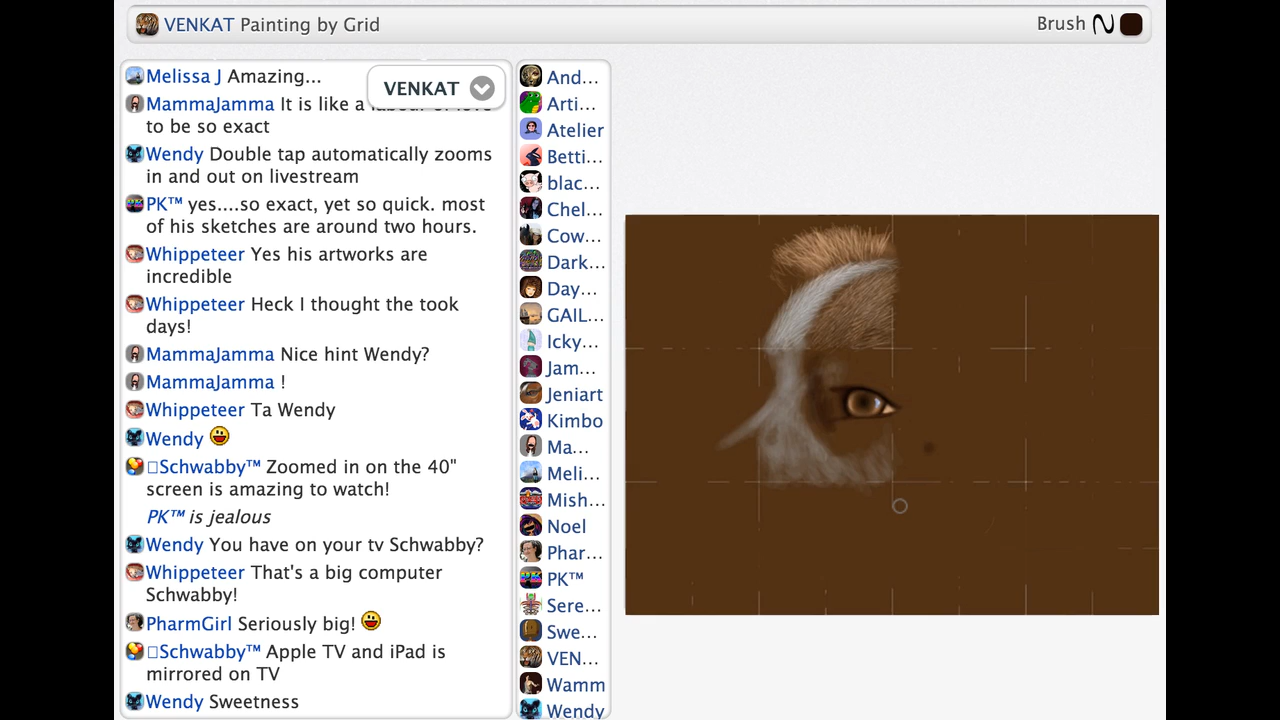 VENKAT Painting by Grid
Brush
Melissa J Amazing...
VENKAT
MammaJamma It is like a labour of love
to be so exact
Wendy Double tap automatically zooms
in and out on livestream
PK™ yes....so exact, yet so quick. most
of his sketches are around two hours.
Whippeteer Yes his artworks are
incredible
Whippeteer Heck I thought the took
days!
MammaJamma Nice hint Wendy?
MammaJamma !
Whippeteer Ta Wendy
Wendy
Schwabby™ Zoomed in on the 40"
screen is amazing to watch!
PK™ is jealous
Wendy You have on your tv Schwabby?
Whippeteer That's a big computer
Schwabby!
PharmGirl Seriously big!
Schwabby™ Apple TV and iPad is
mirrored on TV
Wendy Sweetness
And...
Arti...
Atelier
Betti...
blac...
Chel...
Cow...
Dark...
Day...
GAIL...
Icky...
Jam...
Jeniart
Kimbo
Ma...
Meli...
Mish...
Noel
Phar...
PK™
Sere...
Swe...
VEN...
Wamm
Wendy